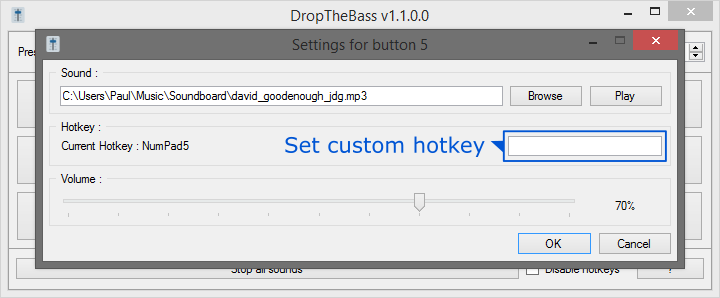 DropTheBass v1.1.0.0
Settings for button 5
Sound :
C:\Users\Paul\Music\Soundboard\david_goodenough_jdg.mp3
Browse
Play
Hotkey :
Current Hotkey : NumPad5
Set custom hotkey
Volume :
70%
OK
Cancel
Stop all sounds
Disable hotkeys
?